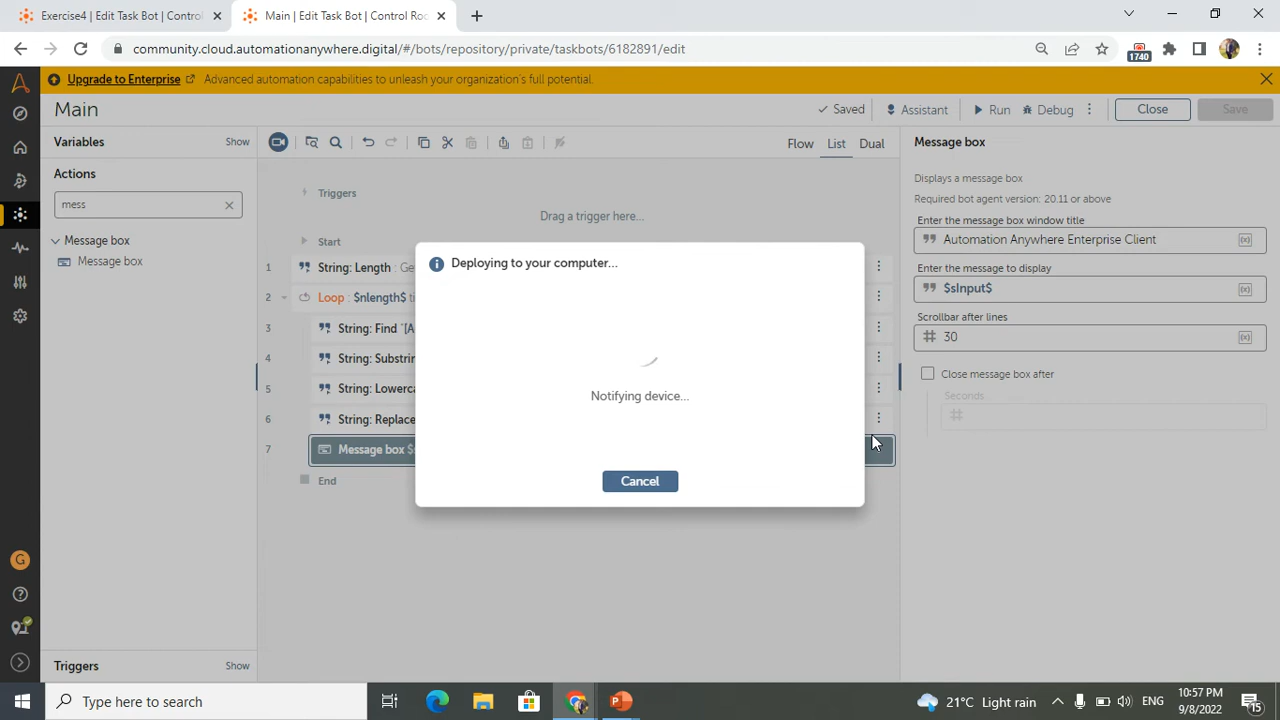 Exercise4 | Edit Task Bot | Control
Main | Edit Task Bot | Control Roo
community.cloud.automationanywhere.digital/#/bots/repository/private/taskbots/6182891/edit
1740
Upgrade to Enterprise
Advanced automation capabilities to unleash your organization's full potential.
Main
Saved
Assistant
Run
Debug
Close
Save
Variables
Show
Flow
List
Dual
Message box
Actions
Displays a message box
Triggers
Required bot agent version: 20.11 or above
mess
Drag a trigger here...
Enter the message box window title
Message box
Start
Automation Anywhere Enterprise Client
Message box
Deploying to your computer...
1 String: Length : Ge
Enter the message to display
2 Loop : $nlength$ ti
$sInput$
Scrollbar after lines
3 String: Find "[A
30
4 String: Substrin
Close message box after
5 String: Lowerca
Notifying device...
Seconds
6 String: Replace
7 Message box $s
End
Cancel
G
Triggers
Show
Type here to search
21°C Light rain
ENG
10:57 PM
9/8/2022
15